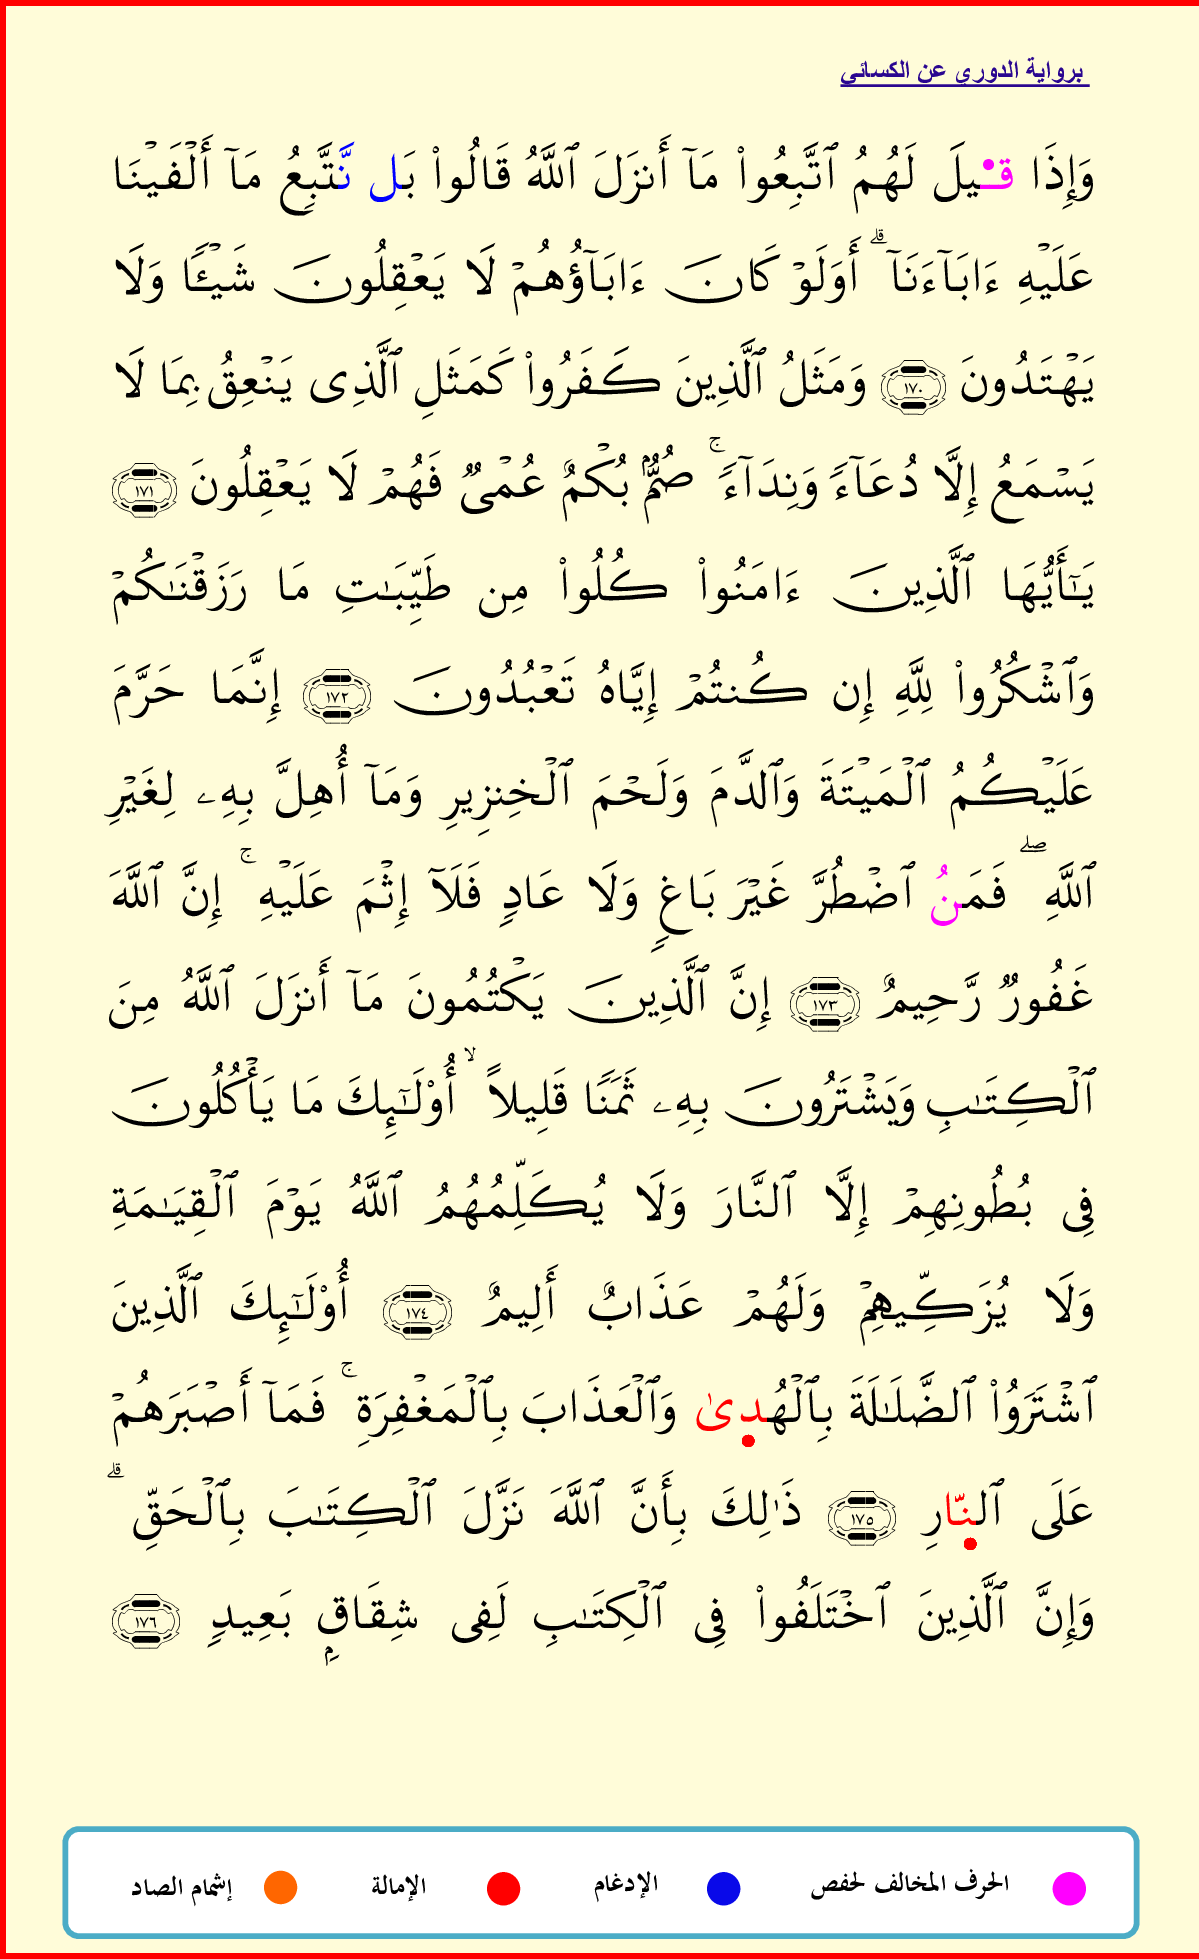 برواية الدوري عن الكسائي
وَإِذَا قِيلَ لَهُمُ ٱتَّبِعُوا۟ مَآ أَنزَلَ ٱللَّهُ قَالُوا۟ بَل نَّتَّبِعُ مَآ أَلْفَيْنَا
عَلَيْهِ ءَابَآءَنَآ ۗ أَوَلَوْ كَانَ ءَابَآؤُهُمْ لَا يَعْقِلُونَ شَيْـًٔا وَلَا
يَهْتَدُونَ ١٧٠ وَمَثَلُ ٱلَّذِينَ كَفَرُوا۟ كَمَثَلِ ٱلَّذِى يَنْعِقُ بِمَا لَا
يَسْمَعُ إِلَّا دُعَآءً وَنِدَآءً ۚ صُمٌّۢ بُكْمٌ عُمْىٌ فَهُمْ لَا يَعْقِلُونَ ١٧١
يَـٰٓأَيُّهَا ٱلَّذِينَ ءَامَنُوا۟ كُلُوا۟ مِن طَيِّبَـٰتِ مَا رَزَقْنَـٰكُمْ
وَٱشْكُرُوا۟ لِلَّهِ إِن كُنتُمْ إِيَّاهُ تَعْبُدُونَ ١٧٢ إِنَّمَا حَرَّمَ
عَلَيْكُمُ ٱلْمَيْتَةَ وَٱلدَّمَ وَلَحْمَ ٱلْخِنزِيرِ وَمَآ أُهِلَّ بِهِۦ لِغَيْرِ
ٱللَّهِ ۖ فَمَنُ ٱضْطُرَّ غَيْرَ بَاغٍ وَلَا عَادٍ فَلَآ إِثْمَ عَلَيْهِ ۚ إِنَّ ٱللَّهَ
غَفُورٌ رَّحِيمٌ ١٧٣ إِنَّ ٱلَّذِينَ يَكْتُمُونَ مَآ أَنزَلَ ٱللَّهُ مِنَ
ٱلْكِتَـٰبِ وَيَشْتَرُونَ بِهِۦ ثَمَنًا قَلِيلًا ۙ أُو۟لَـٰٓئِكَ مَا يَأْكُلُونَ
فِى بُطُونِهِمْ إِلَّا ٱلنَّارَ وَلَا يُكَلِّمُهُمُ ٱللَّهُ يَوْمَ ٱلْقِيَـٰمَةِ
وَلَا يُزَكِّيهِمْ وَلَهُمْ عَذَابٌ أَلِيمٌ ١٧٤ أُو۟لَـٰٓئِكَ ٱلَّذِينَ
ٱشْتَرَوُا۟ ٱلضَّلَـٰلَةَ بِٱلْهُدِىٰ وَٱلْعَذَابَ بِٱلْمَغْفِرَةِ ۚ فَمَآ أَصْبَرَهُمْ
عَلَى ٱلنّارِ ١٧٥ ذَٰلِكَ بِأَنَّ ٱللَّهَ نَزَّلَ ٱلْكِتَـٰبَ بِٱلْحَقِّ ۗ
وَإِنَّ ٱلَّذِينَ ٱخْتَلَفُوا۟ فِى ٱلْكِتَـٰبِ لَفِى شِقَاقٍۭ بَعِيدٍ ١٧٦
الحرف المخالف لحفص الإدغام الإمالة إشمام الصاد